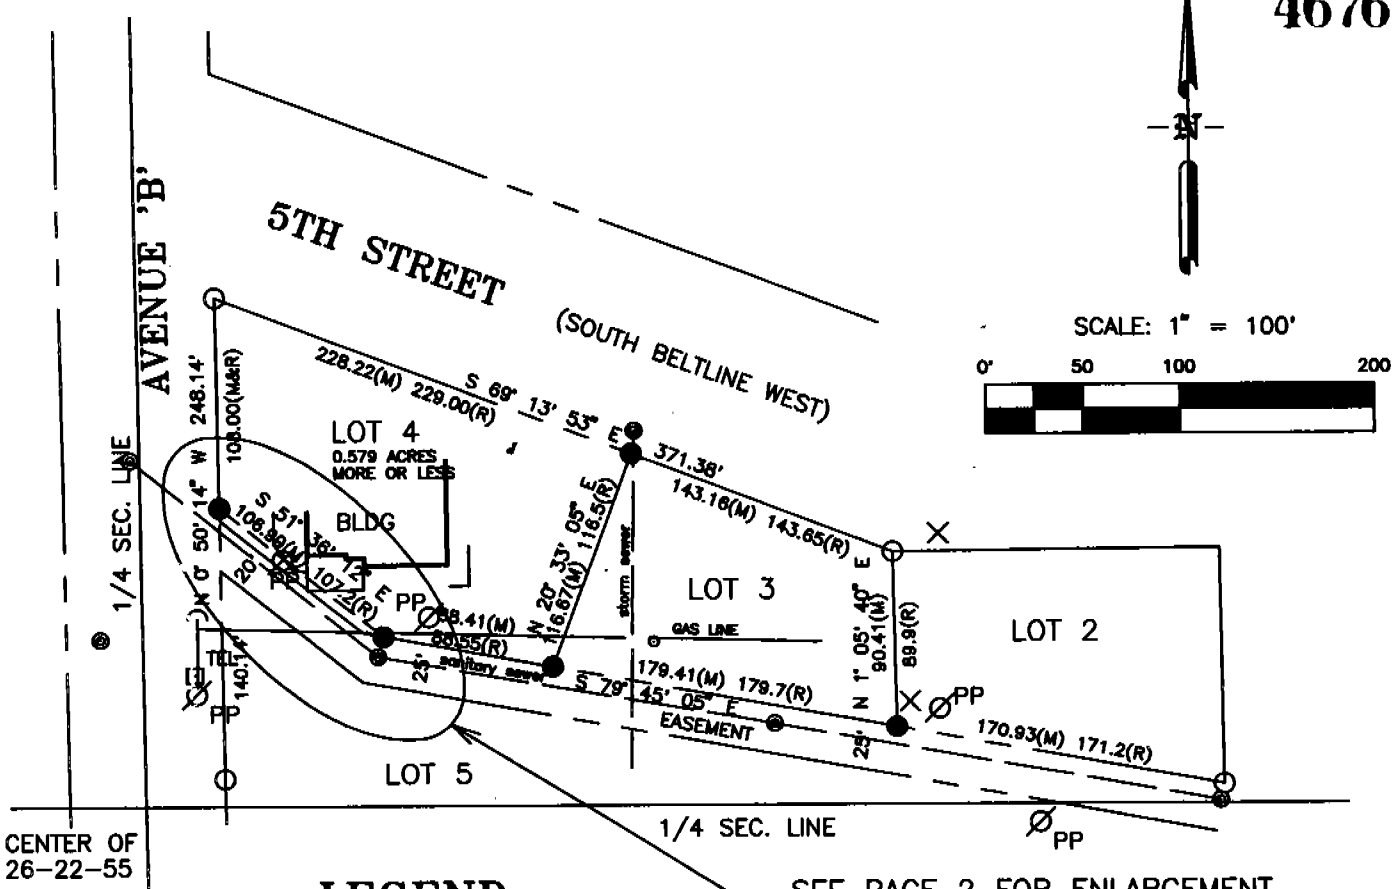 4676
N
AVENUE 'B'
5TH STREET
(SOUTH BELTLINE WEST)
SCALE: 1" = 100'
0' 50 100 200
228.22(M) 229.00(R)
S 69° 13' 53" E
371.38'
143.16(M) 143.65(R)
248.14'
108.00(M&R)
N 0° 50' 14" W
LOT 4
0.579 ACRES
MORE OR LESS
1/4 SEC. LINE
S 51° 36' 12" E
106.90(M)
107.2(R)
BLDG
20'
PP
PP
88.41(M)
88.55(R)
N 20° 33' 05" E
116.67(M) 116.5(R)
storm sewer
LOT 3
GAS LINE
N 1° 05' 40" E
90.41(M)
89.9(R)
LOT 2
TEL
[T]
PP
140.14'
25'
sanitary sewer
179.41(M) 179.7(R)
S 79° 45' 05" E
EASEMENT
25'
PP
170.93(M) 171.2(R)
LOT 5
1/4 SEC. LINE
PP
CENTER OF
26-22-55
LEGEND
SEE PAGE 2 FOR ENLARGEMENT